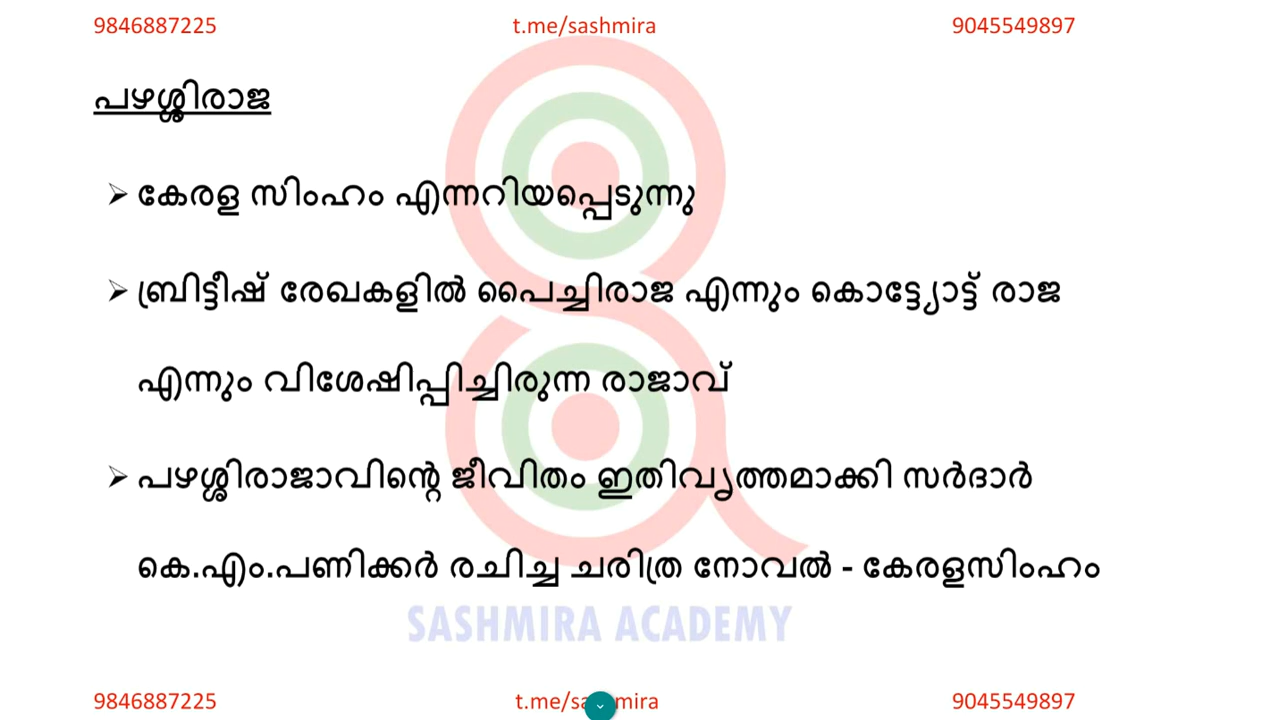 9846887225 t.me/sashmira 9045549897
പഴശ്ശിരാജ
➢ കേരള സിംഹം എന്നറിയപ്പെടുന്നു
➢ ബ്രിട്ടീഷ് രേഖകളിൽ പൈച്ചിരാജ എന്നും കൊട്ട്യോട്ട് രാജ
എന്നും വിശേഷിപ്പിച്ചിരുന്ന രാജാവ്
➢ പഴശ്ശിരാജാവിന്റെ ജീവിതം ഇതിവൃത്തമാക്കി സർദാർ
കെ.എം.പണിക്കർ രചിച്ച ചരിത്ര നോവൽ - കേരളസിംഹം
SASHMIRA ACADEMY
9846887225 9045549897